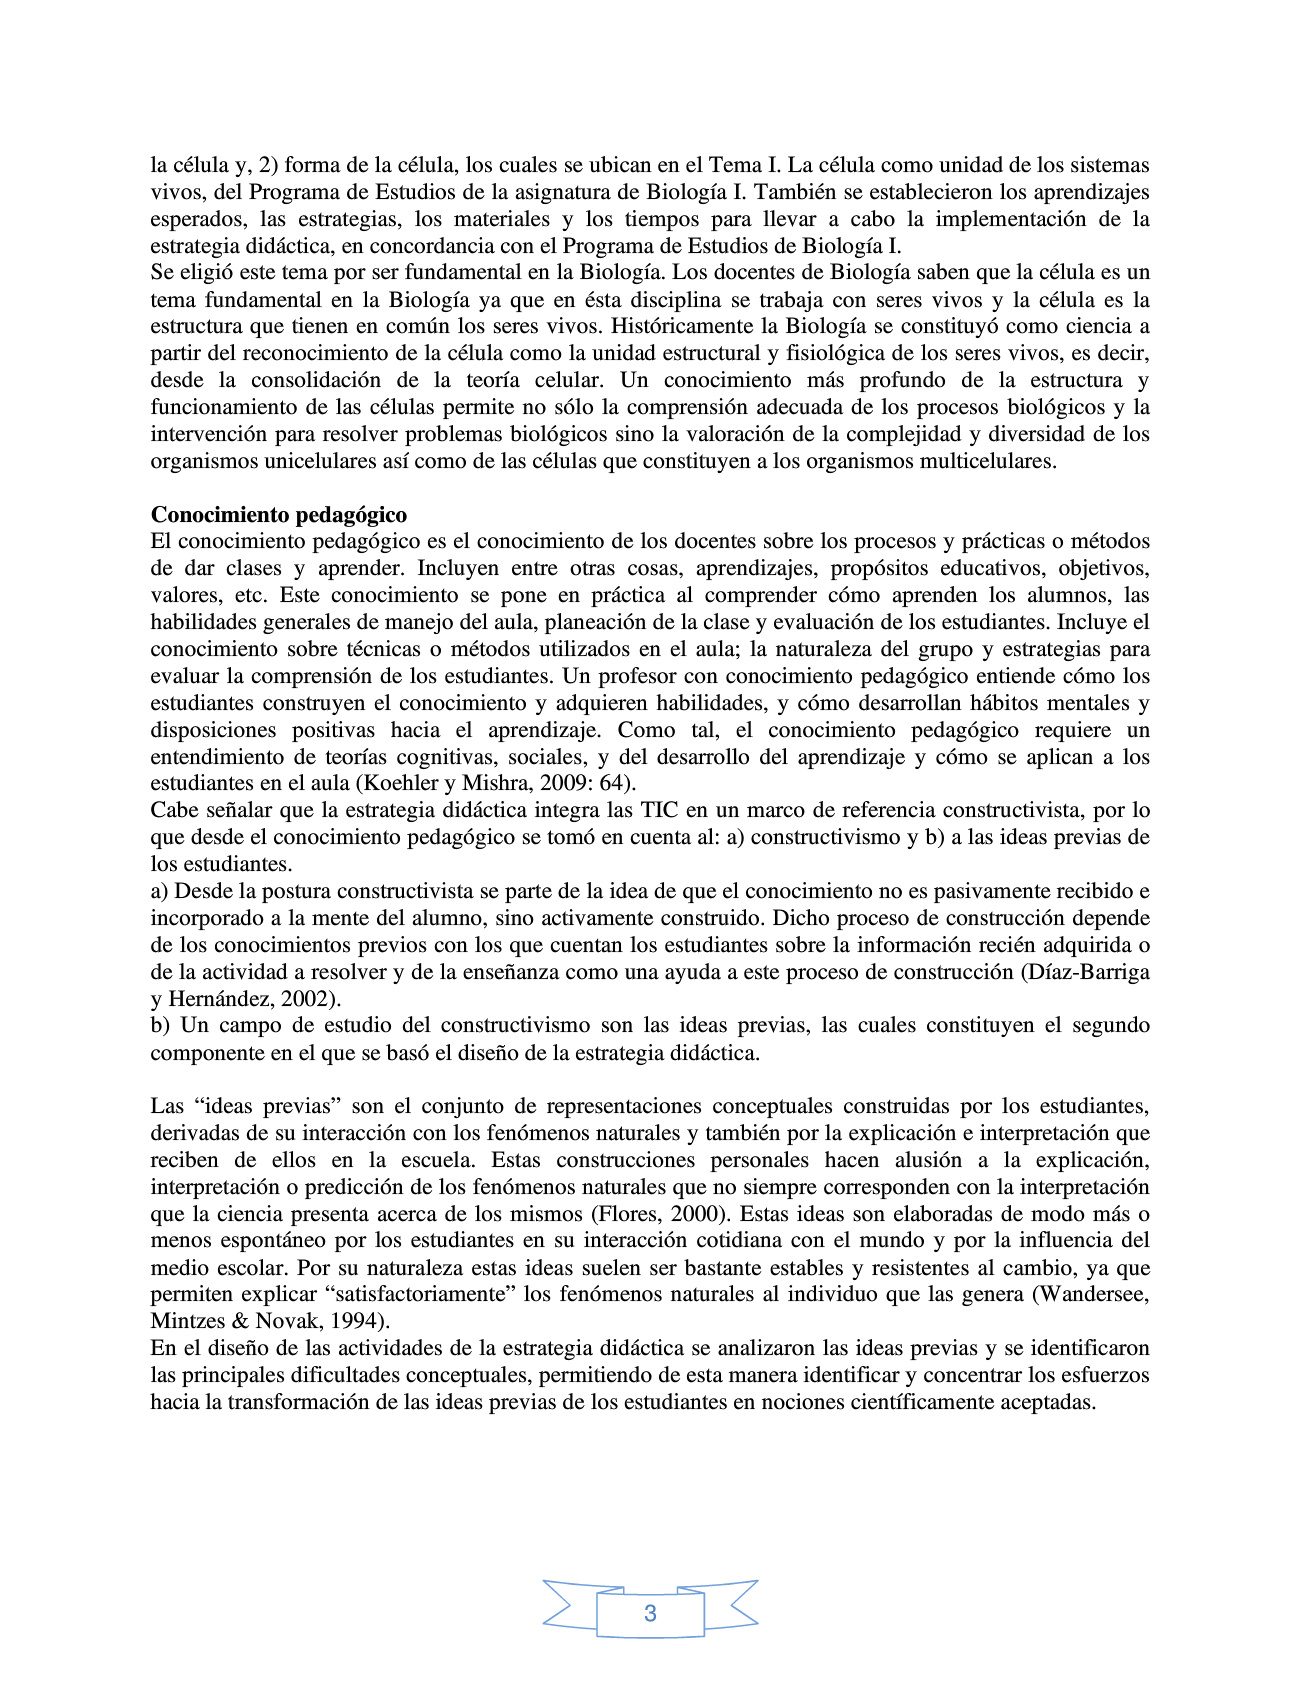 la célula y, 2) forma de la célula, los cuales se ubican en el Tema I. La célula como unidad de los sistemas
vivos, del Programa de Estudios de la asignatura de Biología I. También se establecieron los aprendizajes
esperados, las estrategias, los materiales y los tiempos para llevar a cabo la implementación de la
estrategia didáctica, en concordancia con el Programa de Estudios de Biología I.
Se eligió este tema por ser fundamental en la Biología. Los docentes de Biología saben que la célula es un
tema fundamental en la Biología ya que en ésta disciplina se trabaja con seres vivos y la célula es la
estructura que tienen en común los seres vivos. Históricamente la Biología se constituyó como ciencia a
partir del reconocimiento de la célula como la unidad estructural y fisiológica de los seres vivos, es decir,
desde la consolidación de la teoría celular. Un conocimiento más profundo de la estructura y
funcionamiento de las células permite no sólo la comprensión adecuada de los procesos biológicos y la
intervención para resolver problemas biológicos sino la valoración de la complejidad y diversidad de los
organismos unicelulares así como de las células que constituyen a los organismos multicelulares.
Conocimiento pedagógico
El conocimiento pedagógico es el conocimiento de los docentes sobre los procesos y prácticas o métodos
de dar clases y aprender. Incluyen entre otras cosas, aprendizajes, propósitos educativos, objetivos,
valores, etc. Este conocimiento se pone en práctica al comprender cómo aprenden los alumnos, las
habilidades generales de manejo del aula, planeación de la clase y evaluación de los estudiantes. Incluye el
conocimiento sobre técnicas o métodos utilizados en el aula; la naturaleza del grupo y estrategias para
evaluar la comprensión de los estudiantes. Un profesor con conocimiento pedagógico entiende cómo los
estudiantes construyen el conocimiento y adquieren habilidades, y cómo desarrollan hábitos mentales y
disposiciones positivas hacia el aprendizaje. Como tal, el conocimiento pedagógico requiere un
entendimiento de teorías cognitivas, sociales, y del desarrollo del aprendizaje y cómo se aplican a los
estudiantes en el aula (Koehler y Mishra, 2009: 64).
Cabe señalar que la estrategia didáctica integra las TIC en un marco de referencia constructivista, por lo
que desde el conocimiento pedagógico se tomó en cuenta al: a) constructivismo y b) a las ideas previas de
los estudiantes.
a) Desde la postura constructivista se parte de la idea de que el conocimiento no es pasivamente recibido e
incorporado a la mente del alumno, sino activamente construido. Dicho proceso de construcción depende
de los conocimientos previos con los que cuentan los estudiantes sobre la información recién adquirida o
de la actividad a resolver y de la enseñanza como una ayuda a este proceso de construcción (Díaz-Barriga
y Hernández, 2002).
b) Un campo de estudio del constructivismo son las ideas previas, las cuales constituyen el segundo
componente en el que se basó el diseño de la estrategia didáctica.
Las “ideas previas” son el conjunto de representaciones conceptuales construidas por los estudiantes,
derivadas de su interacción con los fenómenos naturales y también por la explicación e interpretación que
reciben de ellos en la escuela. Estas construcciones personales hacen alusión a la explicación,
interpretación o predicción de los fenómenos naturales que no siempre corresponden con la interpretación
que la ciencia presenta acerca de los mismos (Flores, 2000). Estas ideas son elaboradas de modo más o
menos espontáneo por los estudiantes en su interacción cotidiana con el mundo y por la influencia del
medio escolar. Por su naturaleza estas ideas suelen ser bastante estables y resistentes al cambio, ya que
permiten explicar “satisfactoriamente” los fenómenos naturales al individuo que las genera (Wandersee,
Mintzes & Novak, 1994).
En el diseño de las actividades de la estrategia didáctica se analizaron las ideas previas y se identificaron
las principales dificultades conceptuales, permitiendo de esta manera identificar y concentrar los esfuerzos
hacia la transformación de las ideas previas de los estudiantes en nociones científicamente aceptadas.
3